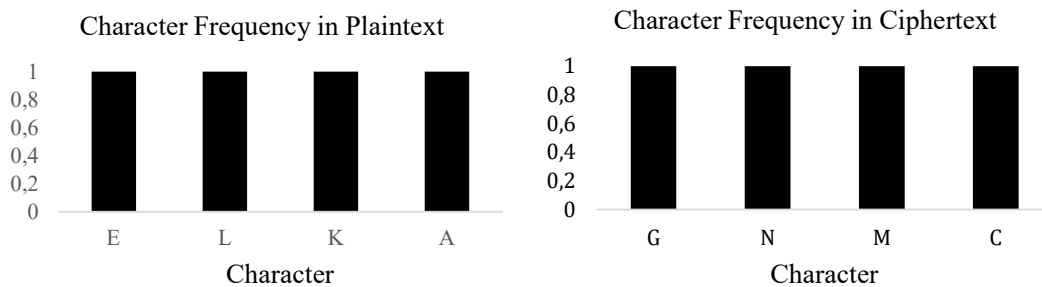 Character Frequency in Plaintext
1
0,8
0,6
0,4
0,2
0
E L K A
Character
Character Frequency in Ciphertext
1
0,8
0,6
0,4
0,2
0
G N M C
Character